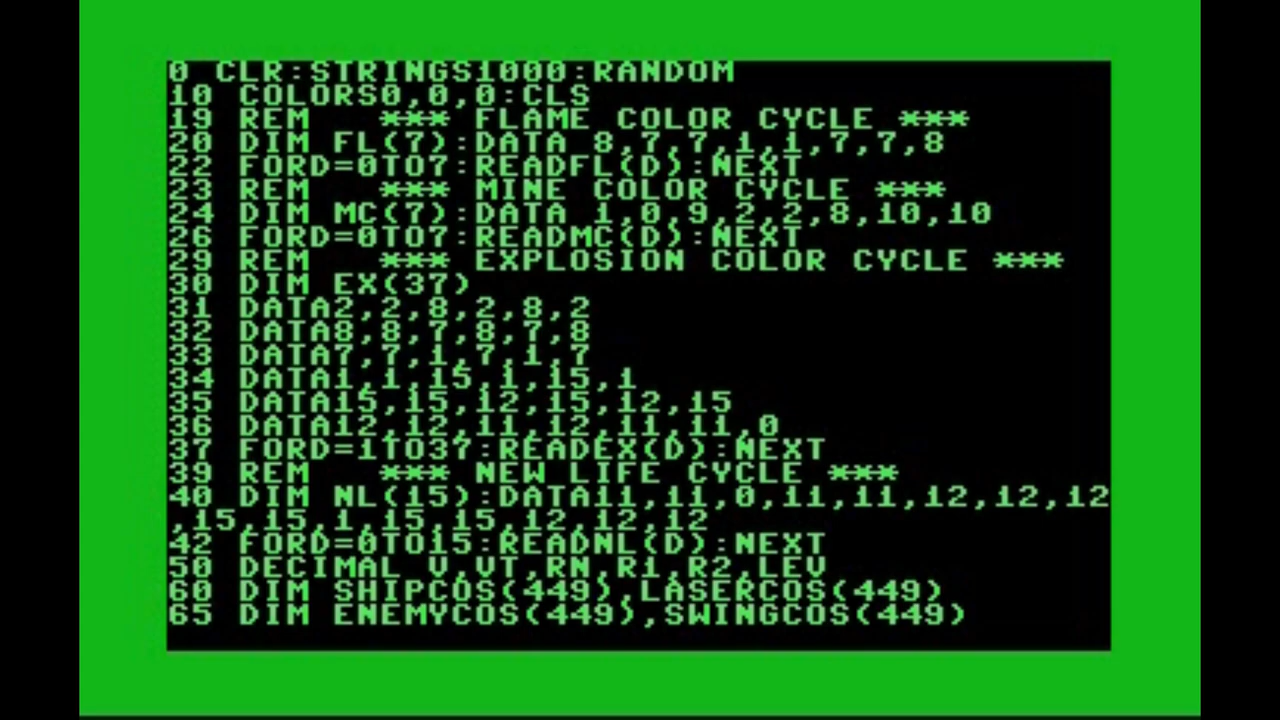 0 CLR:STRINGS1000:RANDOM
10 COLORS0,0,0:CLS
19 REM   *** FLAME COLOR CYCLE ***
20 DIM FL(7):DATA 8,7,7,1,1,7,7,8
22 FORD=0TO7:READFL(D):NEXT
23 REM   *** MINE COLOR CYCLE ***
24 DIM MC(7):DATA 1,0,9,2,2,8,10,10
26 FORD=0TO7:READMC(D):NEXT
29 REM   *** EXPLOSION COLOR CYCLE ***
30 DIM EX(37)
31 DATA2,2,8,2,8,2
32 DATA8,8,7,8,7,8
33 DATA7,7,1,7,1,7
34 DATA1,1,15,1,15,1
35 DATA15,15,12,15,12,15
36 DATA12,12,11,12,11,11,0
37 FORD=1TO37:READEX(D):NEXT
39 REM   *** NEW LIFE CYCLE ***
40 DIM NL(15):DATA11,11,0,11,11,12,12,12
,15,15,1,15,15,12,12,12
42 FORD=0TO15:READNL(D):NEXT
50 DECIMAL V,VT,RN,R1,R2,LEV
60 DIM SHIPCOS(449),LASERCOS(449)
65 DIM ENEMYCOS(449),SWINGCOS(449)